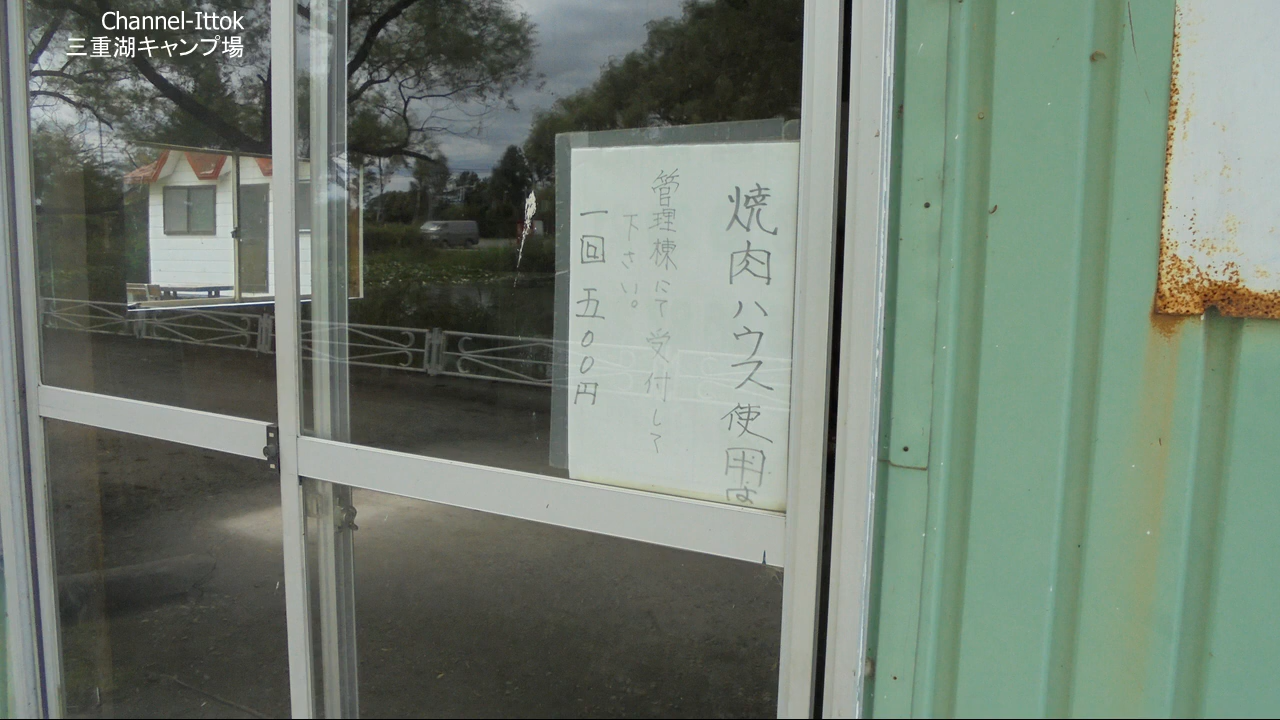 Channel-Ittok
三重湖キャンプ場
焼肉ハウス使用は
管理棟にて受付して
下さい。
一回五〇〇円